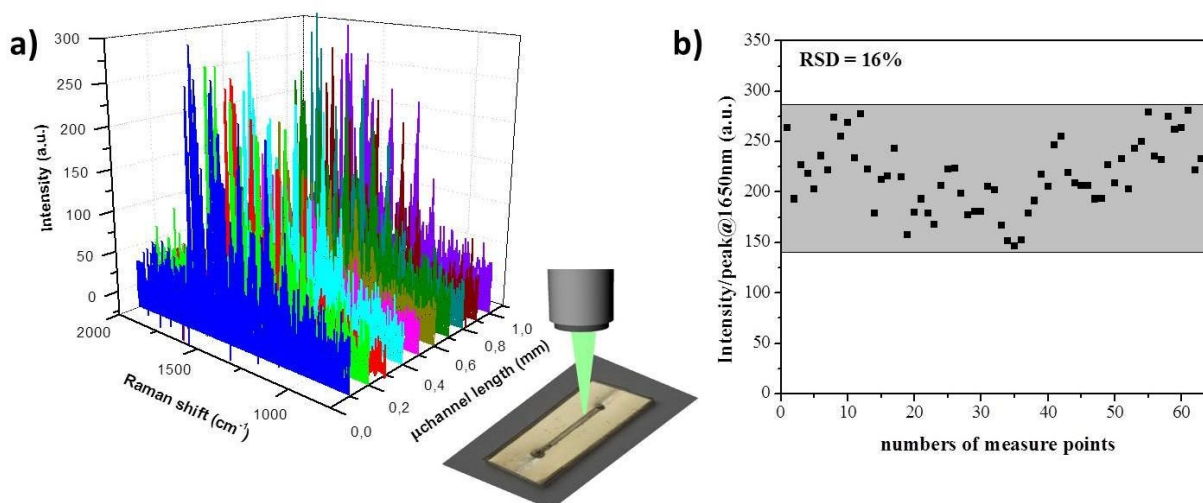 a)
300
250
200
150
100
50
0
Intensity (a.u.)
2000
1500
1000
Raman shift (cm⁻¹)
0,0
0,2
0,4
0,6
0,8
1,0
µchannel length (mm)
b)
RSD = 16%
400
350
300
250
200
150
100
50
0
Intensity/peak@1650nm (a.u.)
0 10 20 30 40 50 60
numbers of measure points